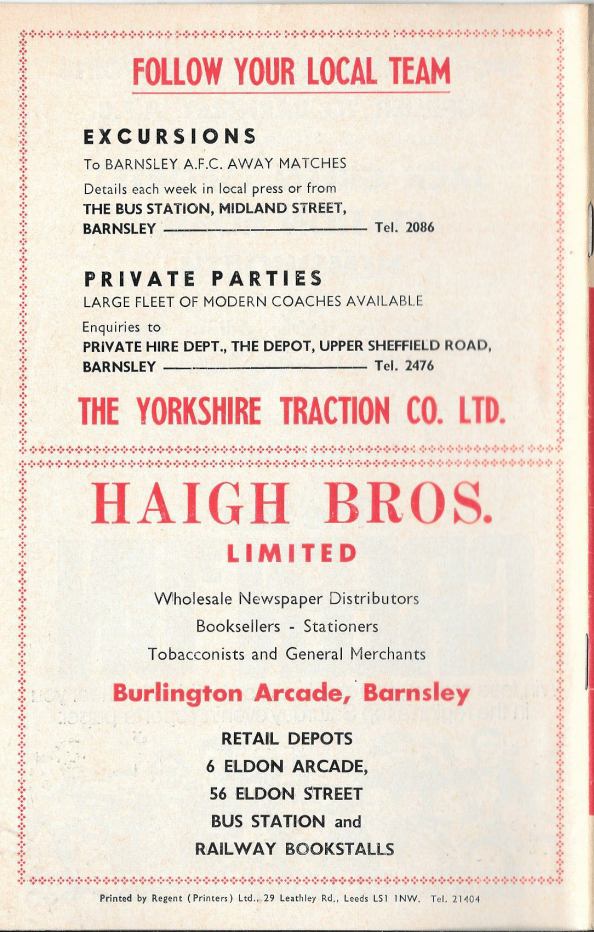 FOLLOW YOUR LOCAL TEAM
EXCURSIONS
To BARNSLEY A.F.C. AWAY MATCHES
Details each week in local press or from
THE BUS STATION, MIDLAND STREET,
BARNSLEY ——— Tel. 2086
PRIVATE PARTIES
LARGE FLEET OF MODERN COACHES AVAILABLE
Enquiries to
PRIVATE HIRE DEPT., THE DEPOT, UPPER SHEFFIELD ROAD,
BARNSLEY ——— Tel. 2476
THE YORKSHIRE TRACTION CO. LTD.
HAIGH BROS.
LIMITED
Wholesale Newspaper Distributors
Booksellers - Stationers
Tobacconists and General Merchants
Burlington Arcade, Barnsley
RETAIL DEPOTS
6 ELDON ARCADE,
56 ELDON STREET
BUS STATION and
RAILWAY BOOKSTALLS
Printed by Regent (Printers) Ltd., 29 Leathley Rd., Leeds LS1 1NW. Tel. 21404